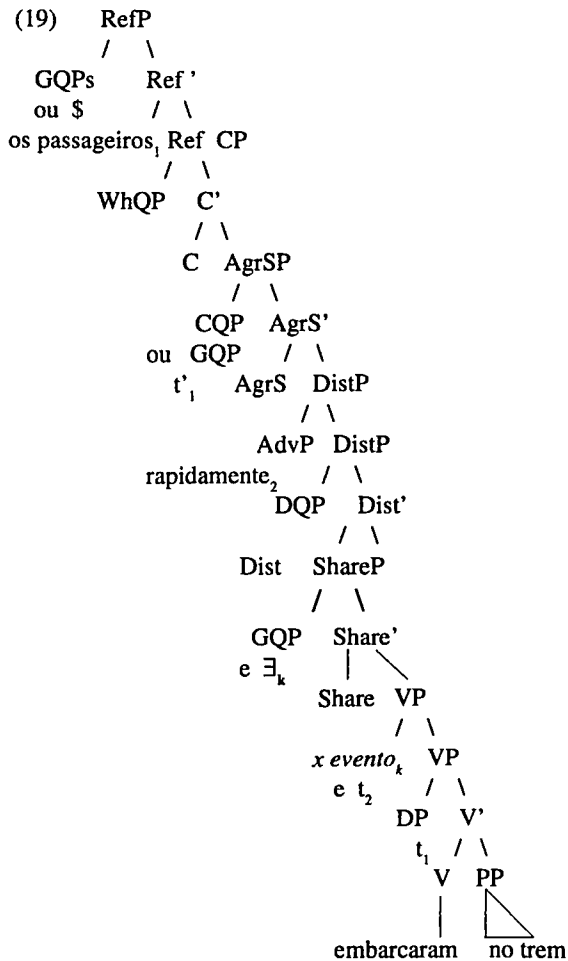 (19) RefP
GQPs Ref '
ou $
os passageiros₁ Ref CP
WhQP C'
C AgrSP
CQP AgrS'
ou GQP
t'₁ AgrS DistP
AdvP DistP
rapidamente₂
DQP Dist'
Dist ShareP
GQP Share'
e ∃ₖ
Share VP
x eventoₖ VP
e t₂
DP V'
t₁
V PP
embarcaram no trem